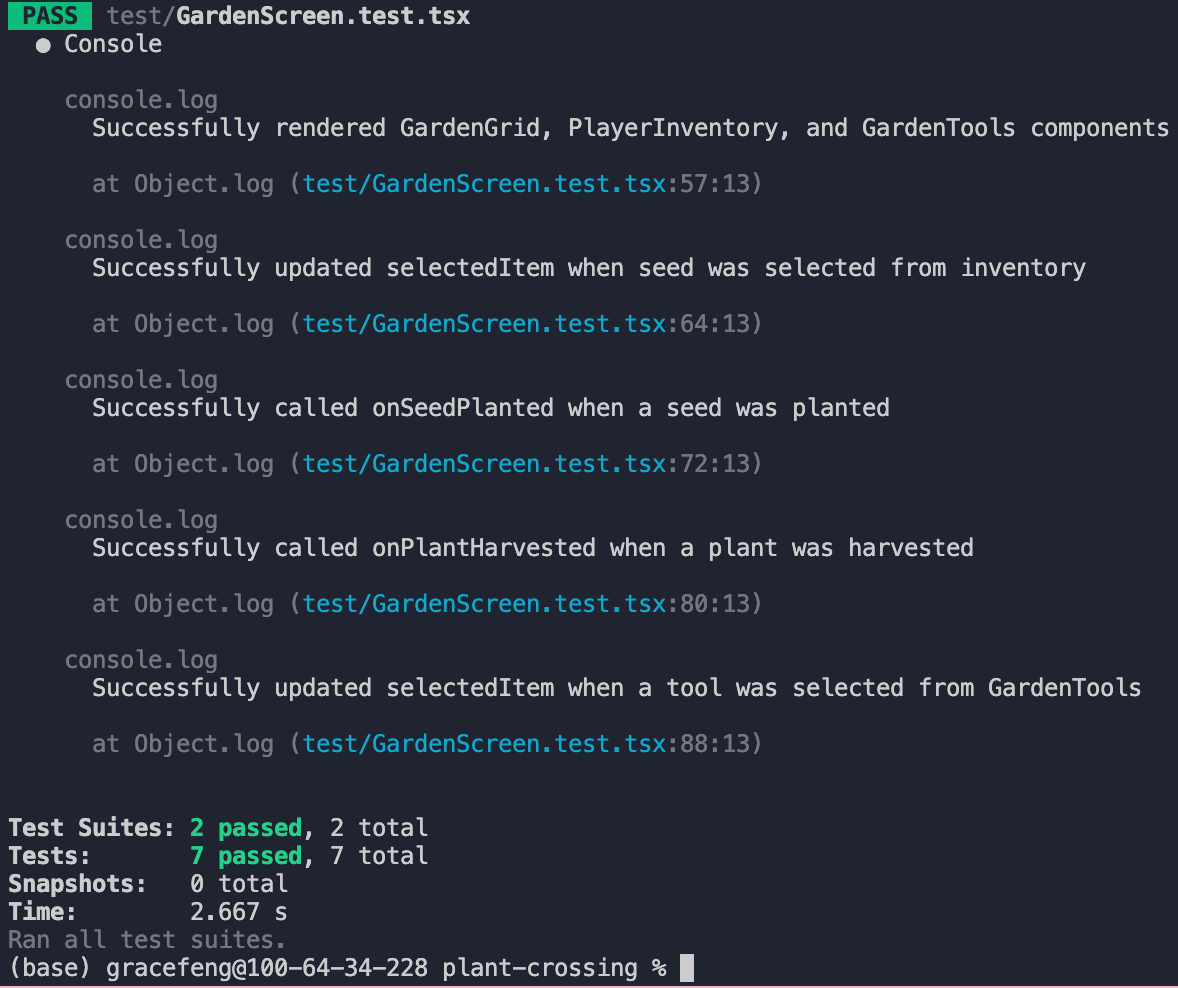 PASS test/GardenScreen.test.tsx
● Console
console.log
Successfully rendered GardenGrid, PlayerInventory, and GardenTools components
at Object.log (test/GardenScreen.test.tsx:57:13)
console.log
Successfully updated selectedItem when seed was selected from inventory
at Object.log (test/GardenScreen.test.tsx:64:13)
console.log
Successfully called onSeedPlanted when a seed was planted
at Object.log (test/GardenScreen.test.tsx:72:13)
console.log
Successfully called onPlantHarvested when a plant was harvested
at Object.log (test/GardenScreen.test.tsx:80:13)
console.log
Successfully updated selectedItem when a tool was selected from GardenTools
at Object.log (test/GardenScreen.test.tsx:88:13)
Test Suites: 2 passed, 2 total
Tests: 7 passed, 7 total
Snapshots: 0 total
Time: 2.667 s
Ran all test suites.
(base) gracefeng@100-64-34-228 plant-crossing %